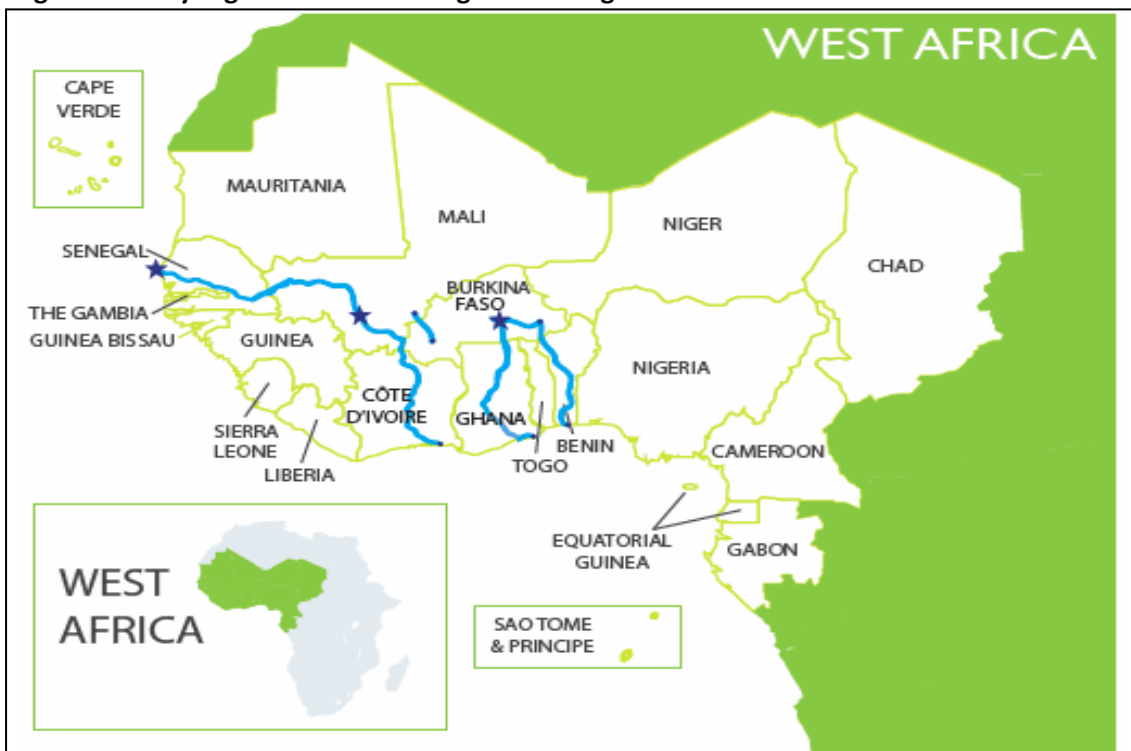 WEST AFRICA
CAPE
VERDE
MAURITANIA
MALI
NIGER
CHAD
SENEGAL
THE GAMBIA
GUINEA BISSAU
GUINEA
BURKINA
FASO
NIGERIA
CÔTE
D'IVOIRE
GHANA
SIERRA
LEONE
LIBERIA
TOGO
BENIN
CAMEROON
EQUATORIAL
GUINEA
GABON
WEST
AFRICA
SAO TOME
& PRINCIPE